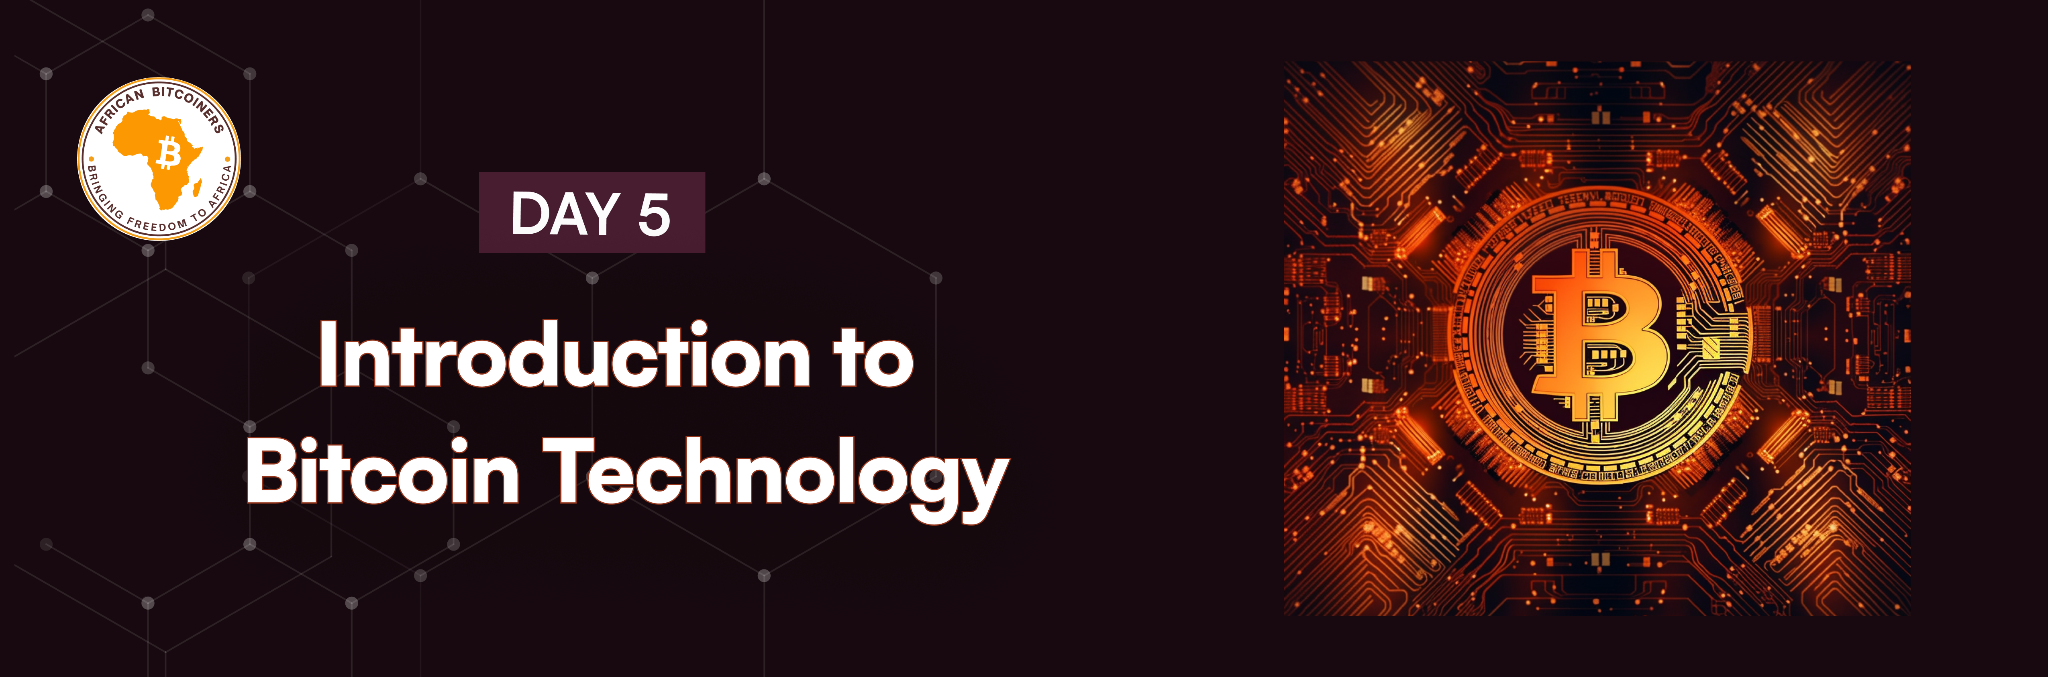 AFRICAN BITCOINERS
BRINGING FREEDOM TO AFRICA
DAY 5
Introduction to
Bitcoin Technology